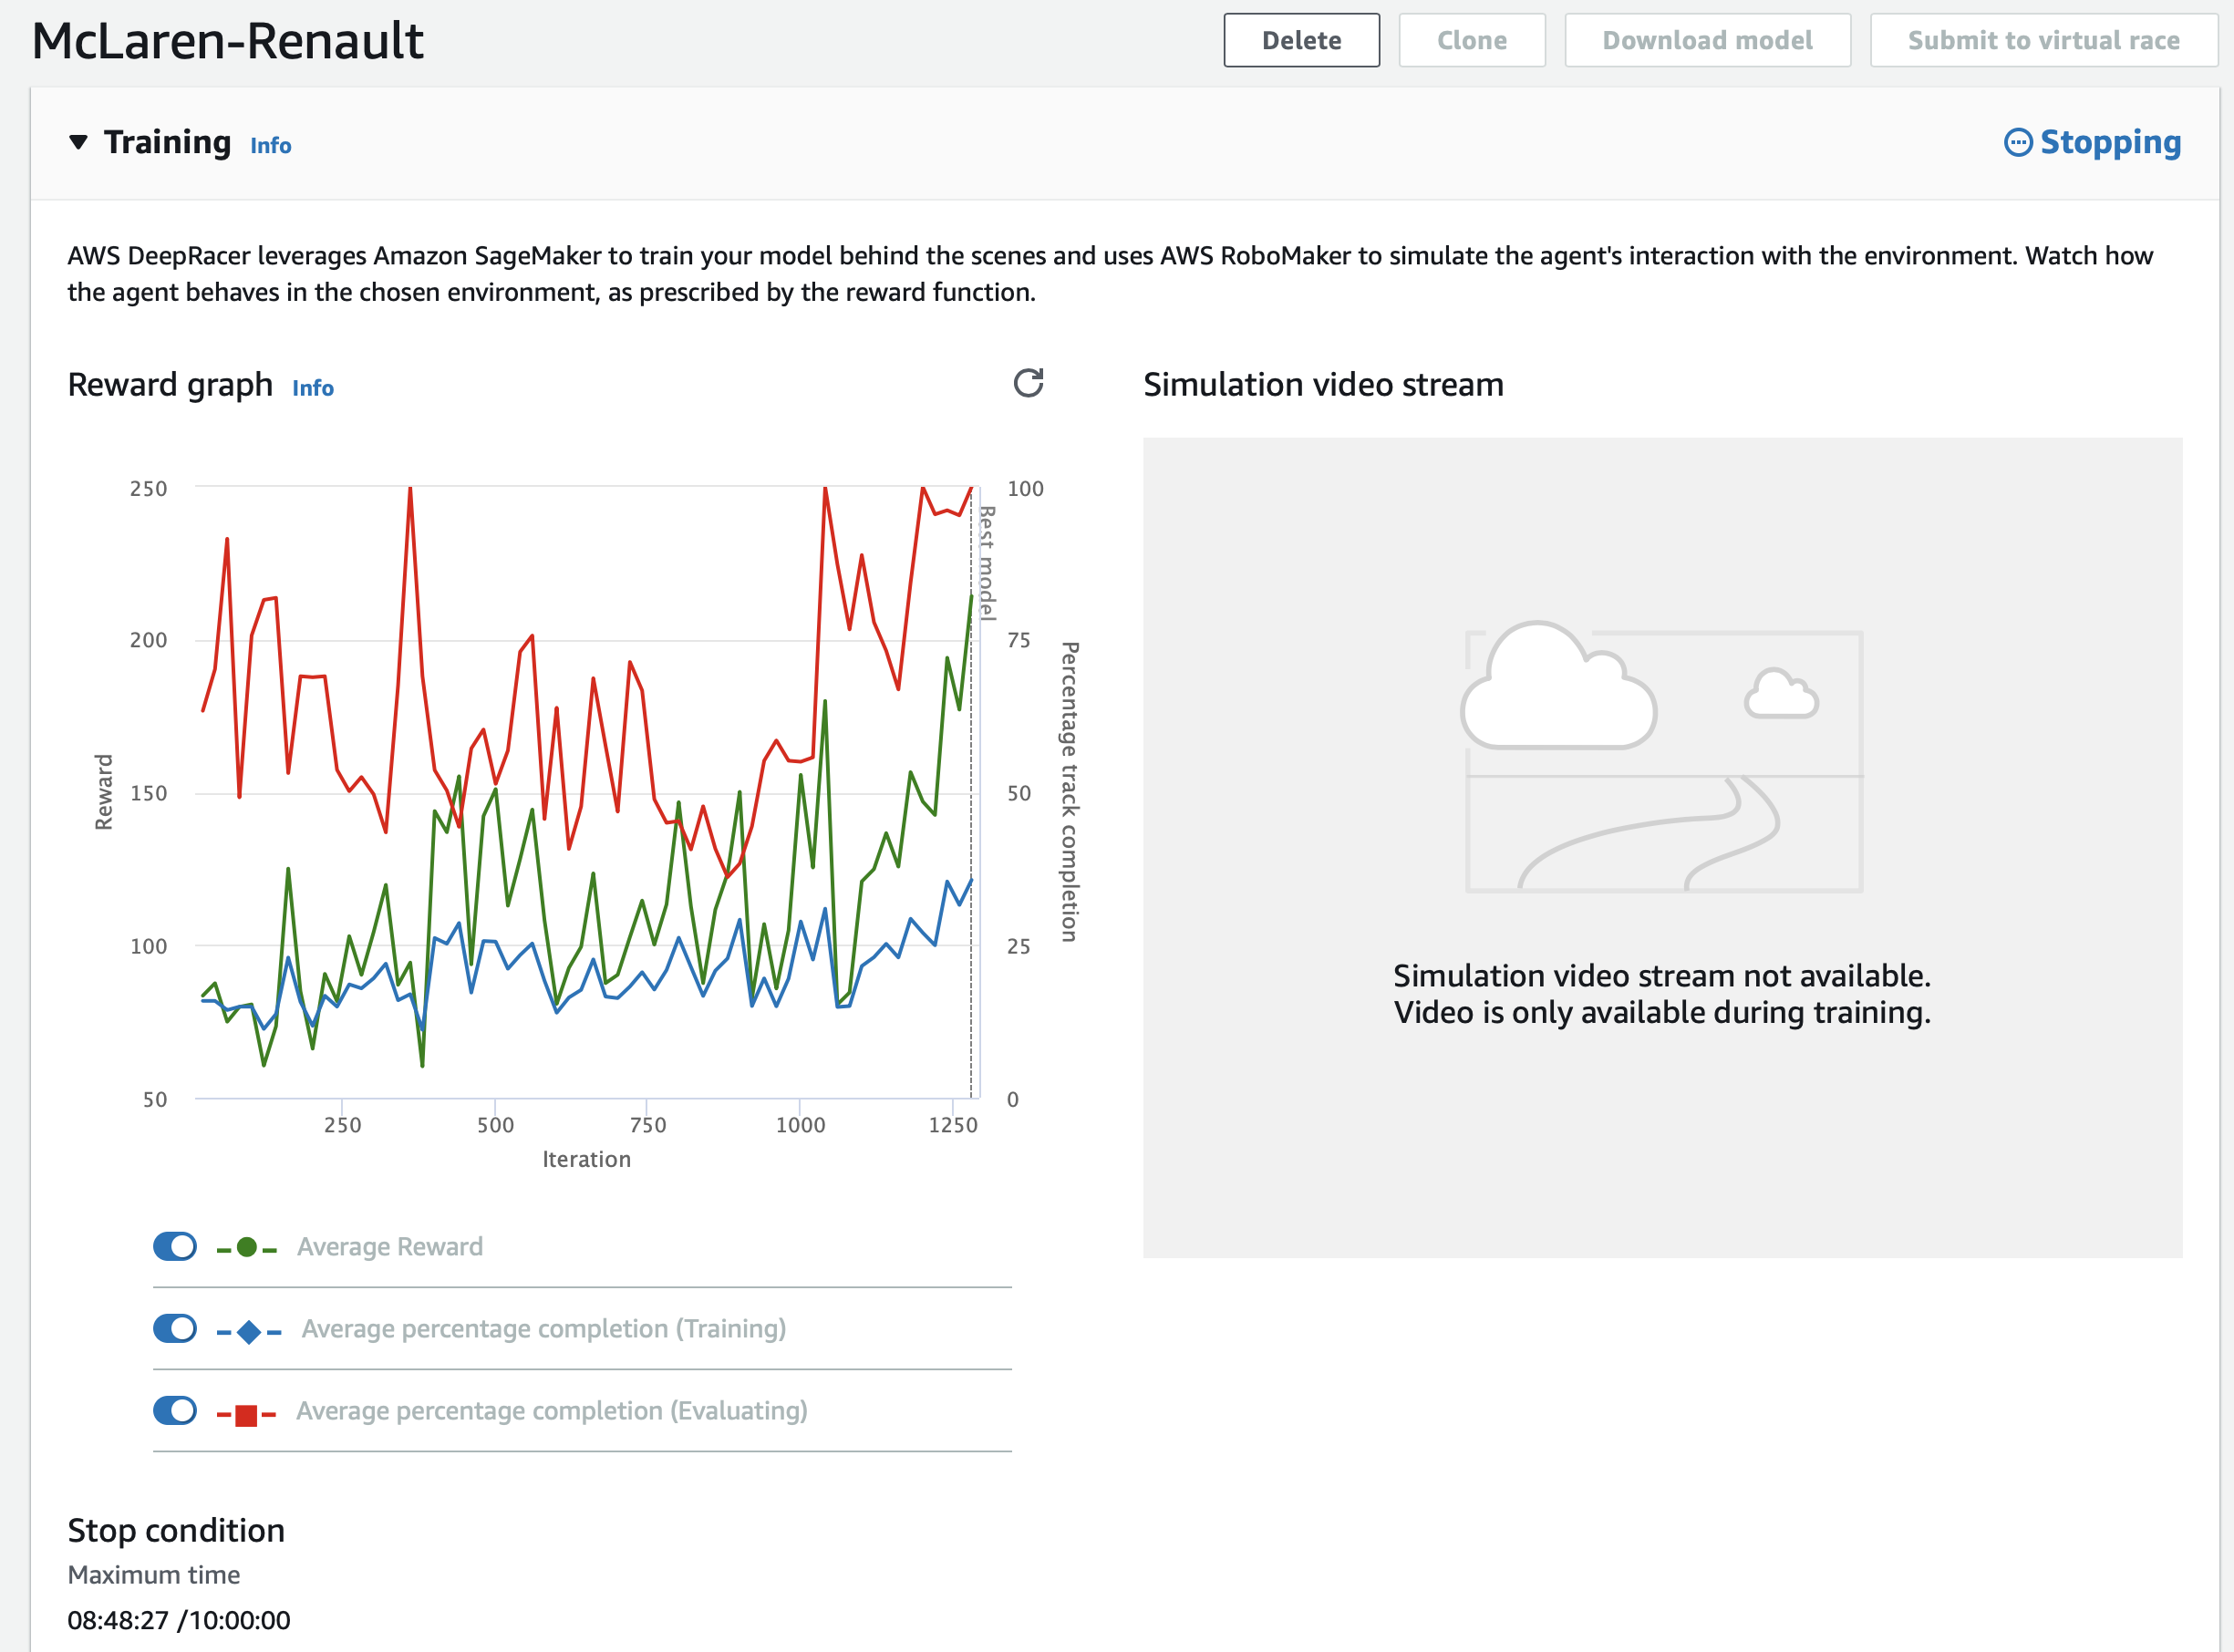 McLaren-Renault
Delete
Clone
Download model
Submit to virtual race
Training Info
Stopping
AWS DeepRacer leverages Amazon SageMaker to train your model behind the scenes and uses AWS RoboMaker to simulate the agent's interaction with the environment. Watch how
the agent behaves in the chosen environment, as prescribed by the reward function.
Reward graph Info
250
200
150
100
50
Reward
250
500
750
1000
1250
Iteration
100
75
50
25
0
Percentage track completion
Best model
Average Reward
Average percentage completion (Training)
Average percentage completion (Evaluating)
Simulation video stream
Simulation video stream not available.
Video is only available during training.
Stop condition
Maximum time
08:48:27 /10:00:00